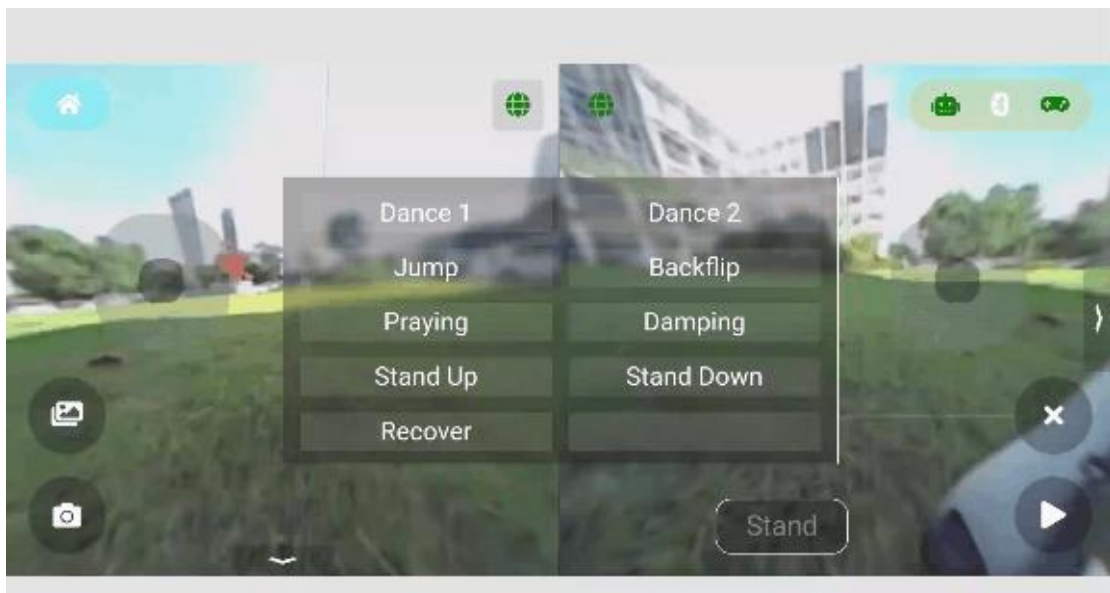 Dance 1 Dance 2
Jump Backflip
Praying Damping
Stand Up Stand Down
Recover
Stand